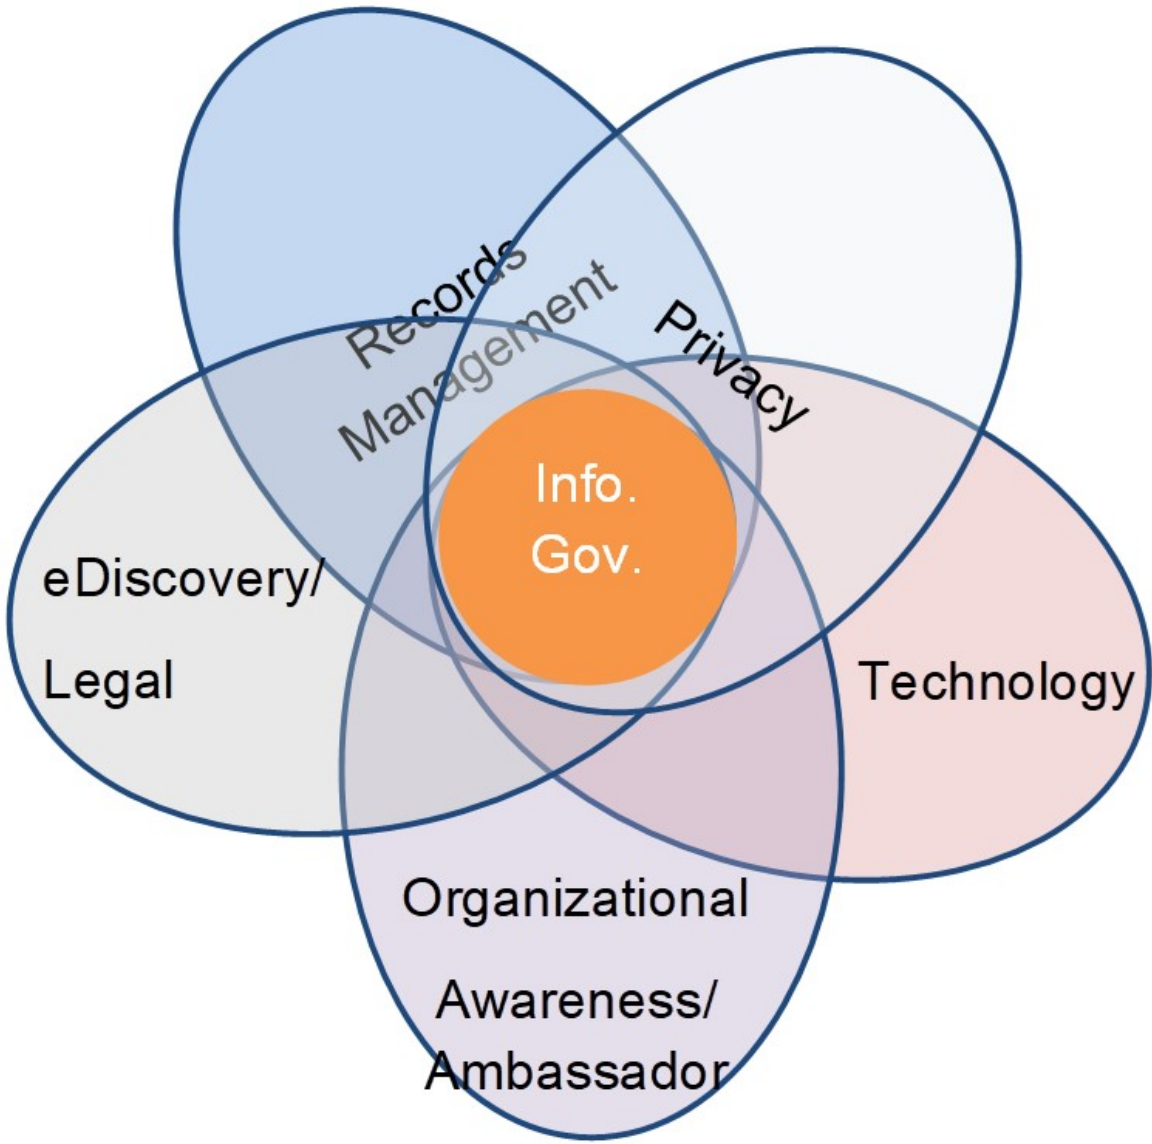 Records
Management
Privacy
Info.
Gov.
eDiscovery/
Legal
Technology
Organizational
Awareness/
Ambassador